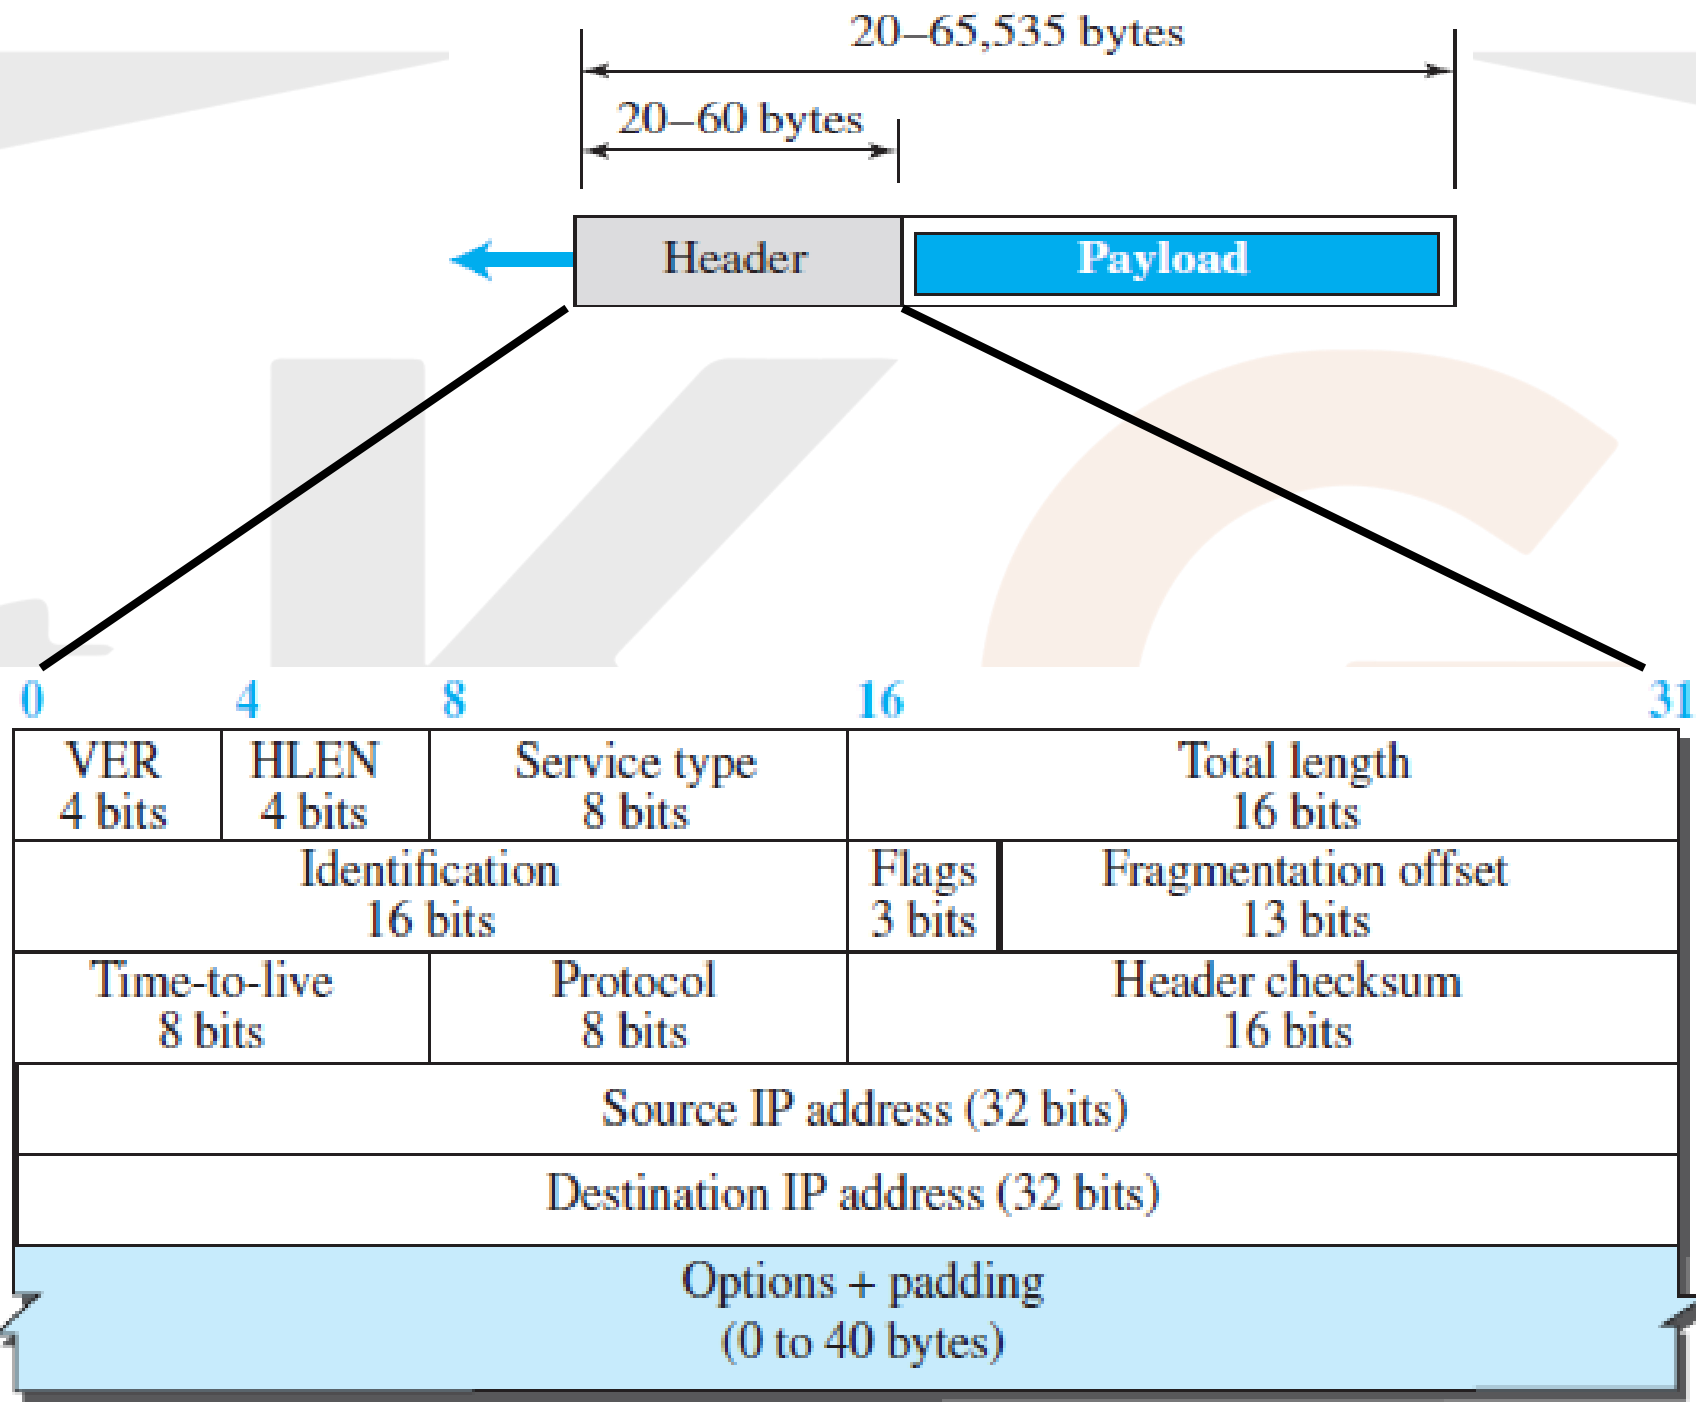 20–65,535 bytes
20–60 bytes
Header
Payload
0 4 8 16 31
VER HLEN Service type Total length
4 bits 4 bits 8 bits 16 bits
Identification Flags Fragmentation offset
16 bits 3 bits 13 bits
Time-to-live Protocol Header checksum
8 bits 8 bits 16 bits
Source IP address (32 bits)
Destination IP address (32 bits)
Options + padding
(0 to 40 bytes)